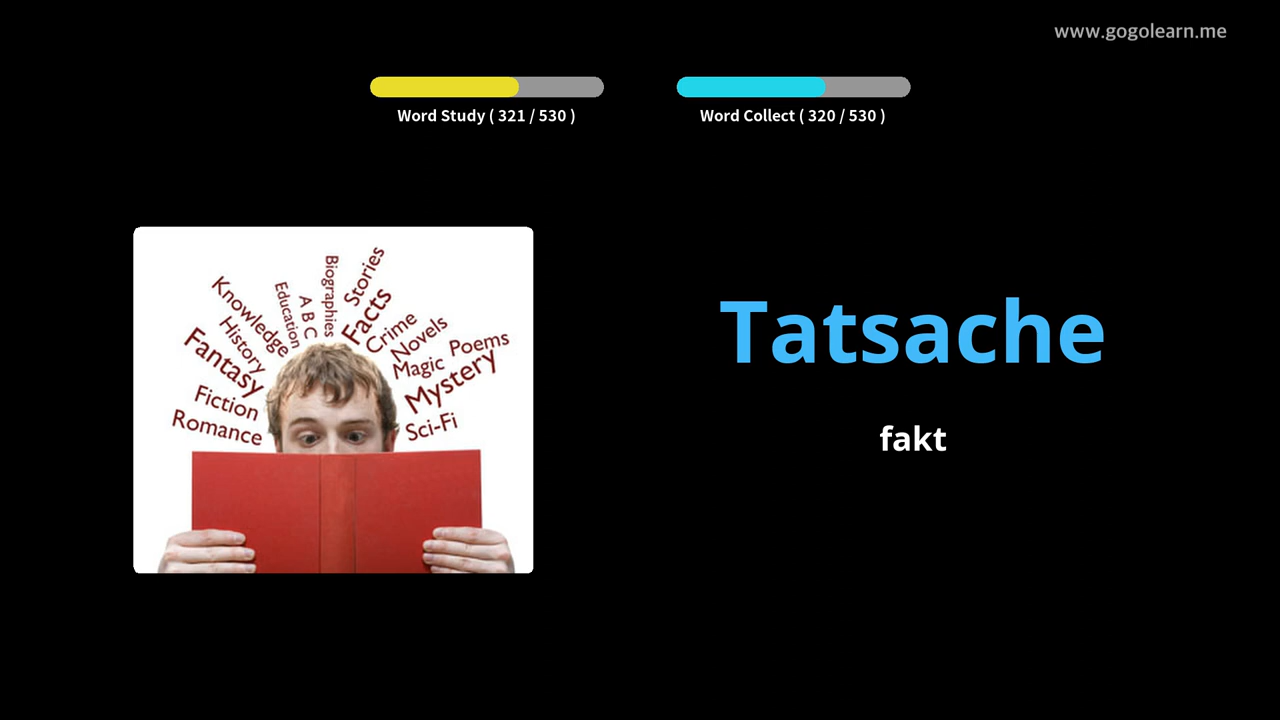 www.gogolearn.me
Word Study ( 321 / 530 )
Word Collect ( 320 / 530 )
Biographies
Stories
Knowledge
Education
A B C
Facts
History
Crime
Novels
Fantasy
Magic
Poems
Mystery
Fiction
Romance
Sci-Fi
Tatsache
fakt